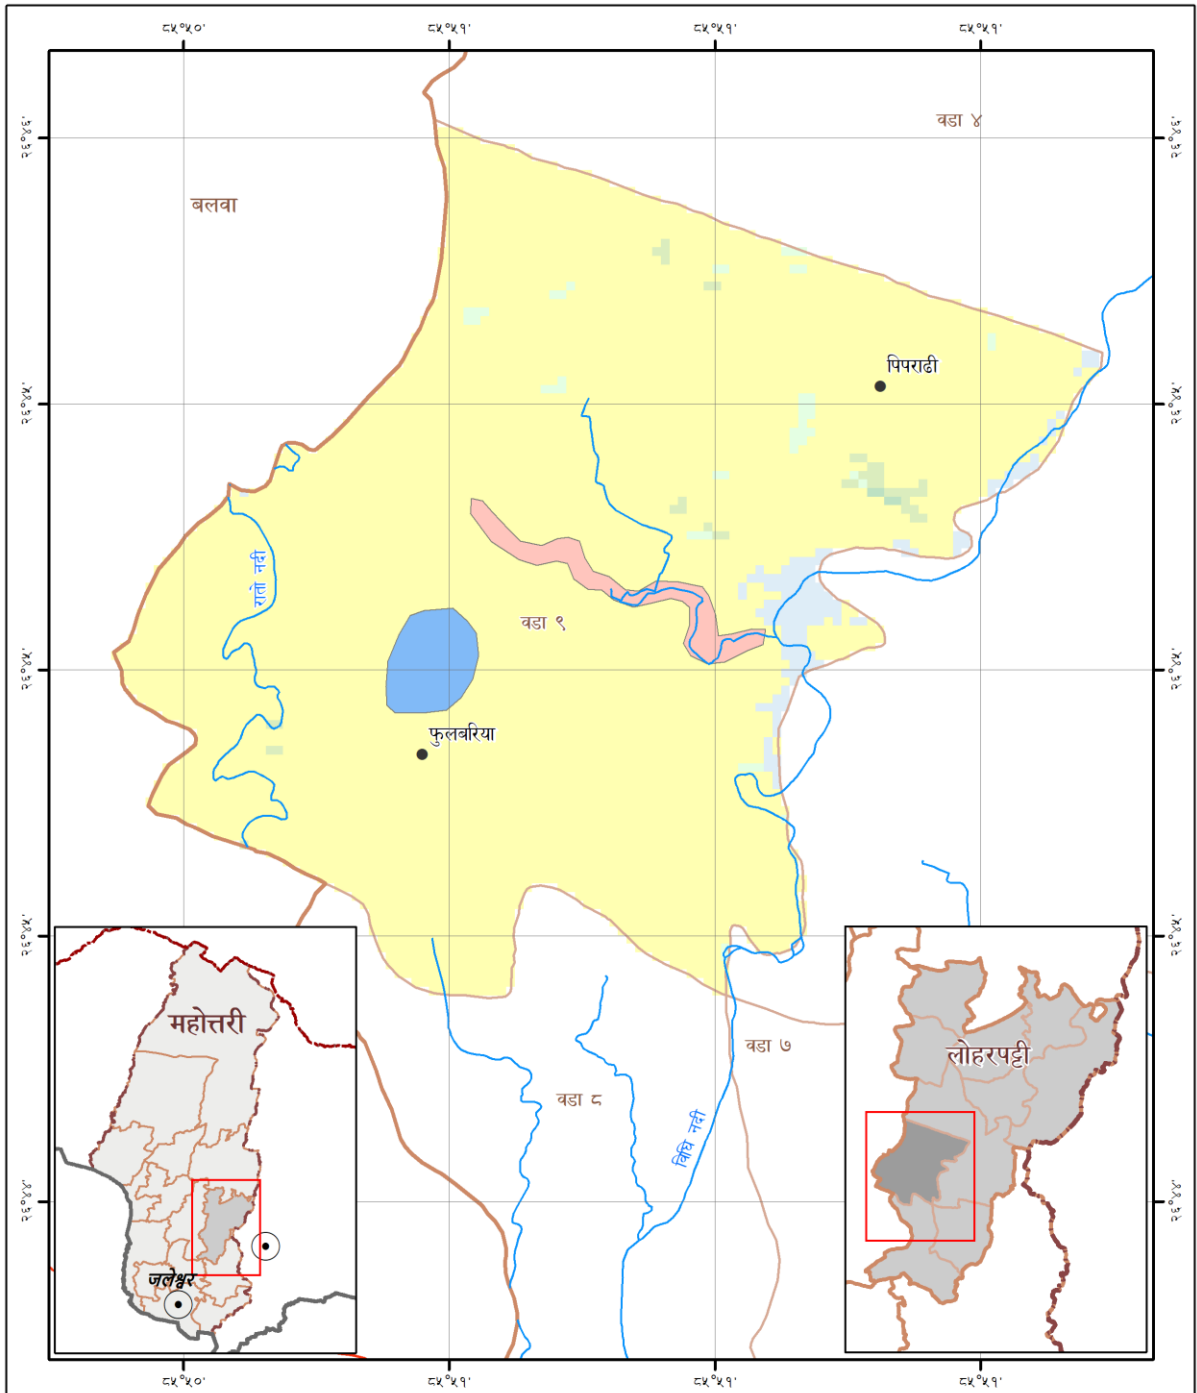 ८५°५०' ८५°५१' ८५°५१' ८५°५१'
वडा ४
बलवा
पिपराढी
रातो नदी
वडा ९
फुलबरिया
महोत्तरी
जलेश्वर
लोहरपट्टी
वडा ७
वडा ८
विघि नदी
८५°५०' ८५°५१' ८५°५१' ८५°५१'